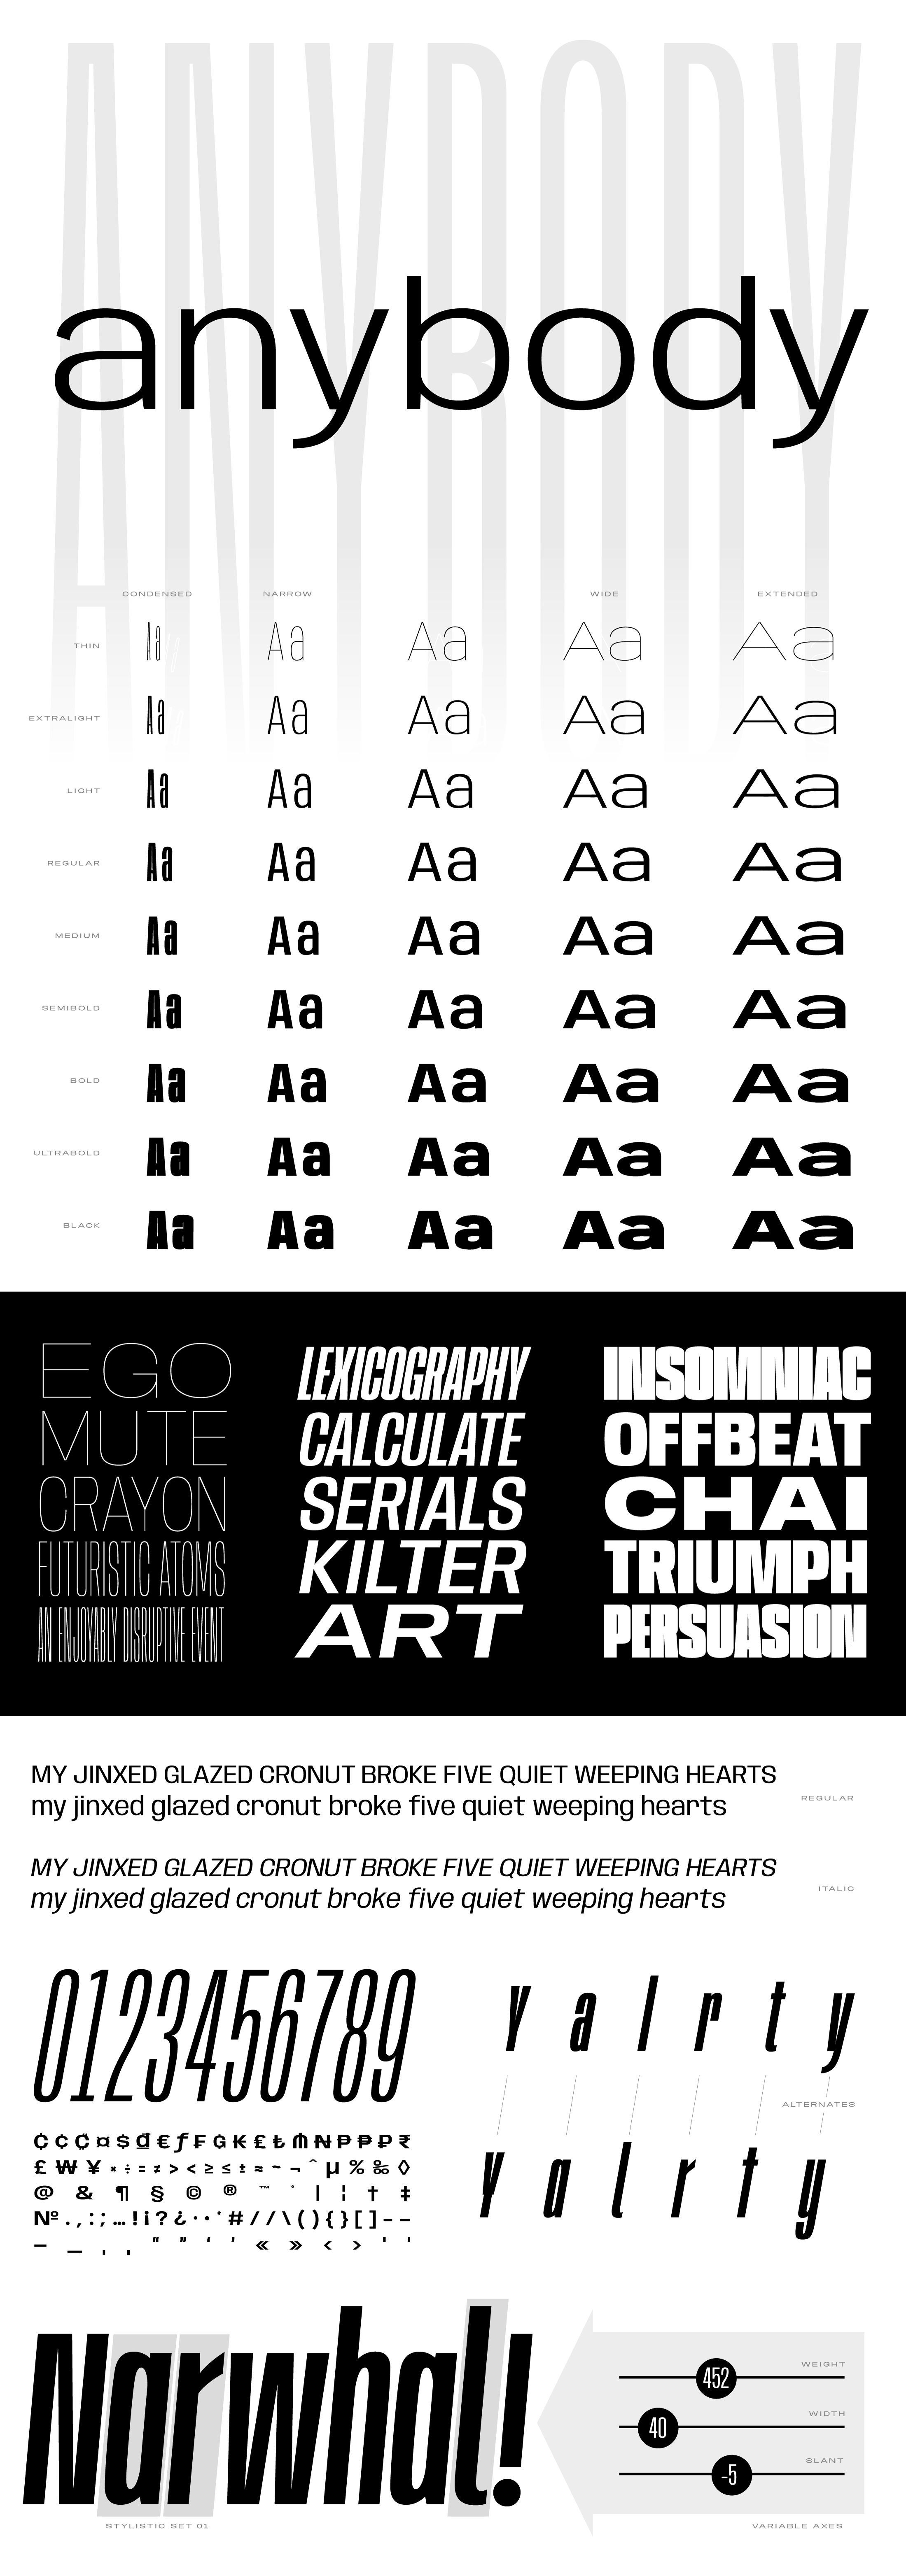 ANYBODY
anybody
CONDENSED NARROW WIDE EXTENDED
THIN Aa Aa Aa Aa Aa
EXTRALIGHT Aa Aa Aa Aa Aa
LIGHT Aa Aa Aa Aa Aa
REGULAR Aa Aa Aa Aa Aa
MEDIUM Aa Aa Aa Aa Aa
SEMIBOLD Aa Aa Aa Aa Aa
BOLD Aa Aa Aa Aa Aa
ULTRABOLD Aa Aa Aa Aa Aa
BLACK Aa Aa Aa Aa Aa
EGO
MUTE
CRAYON
FUTURISTIC ATOMS
AN ENJOYABLY DISRUPTIVE EVENT
LEXICOGRAPHY
CALCULATE
SERIALS
KILTER
ART
INSOMNIAC
OFFBEAT
CHAI
TRIUMPH
PERSUASION
MY JINXED GLAZED CRONUT BROKE FIVE QUIET WEEPING HEARTS
my jinxed glazed cronut broke five quiet weeping hearts
REGULAR
MY JINXED GLAZED CRONUT BROKE FIVE QUIET WEEPING HEARTS
my jinxed glazed cronut broke five quiet weeping hearts
ITALIC
0123456789
₵ ¢ ₡ ¤ $ ₫ € ƒ ₣ ₲ ₭ ₤ ₺ ₼ ₦ ₱ ₽ ₹
£ ₩ ¥ × ÷ = ≠ > < ≥ ≤ ± ≈ ~ ¬ ^ µ % ‰ ◊
@ & ¶ § © ® ™ ° | ¦ † ‡
№ . , : ; … ! ¡ ? ¿ · • * # / / \ ( ) { } [ ] - –
— _ ‚ “ ” ‘ ’ « » ‹ › ' '
Y a l r t y
ALTERNATES
Y a l r t y
Narwhal!
STYLISTIC SET 01
WEIGHT
452
WIDTH
40
SLANT
-5
VARIABLE AXES